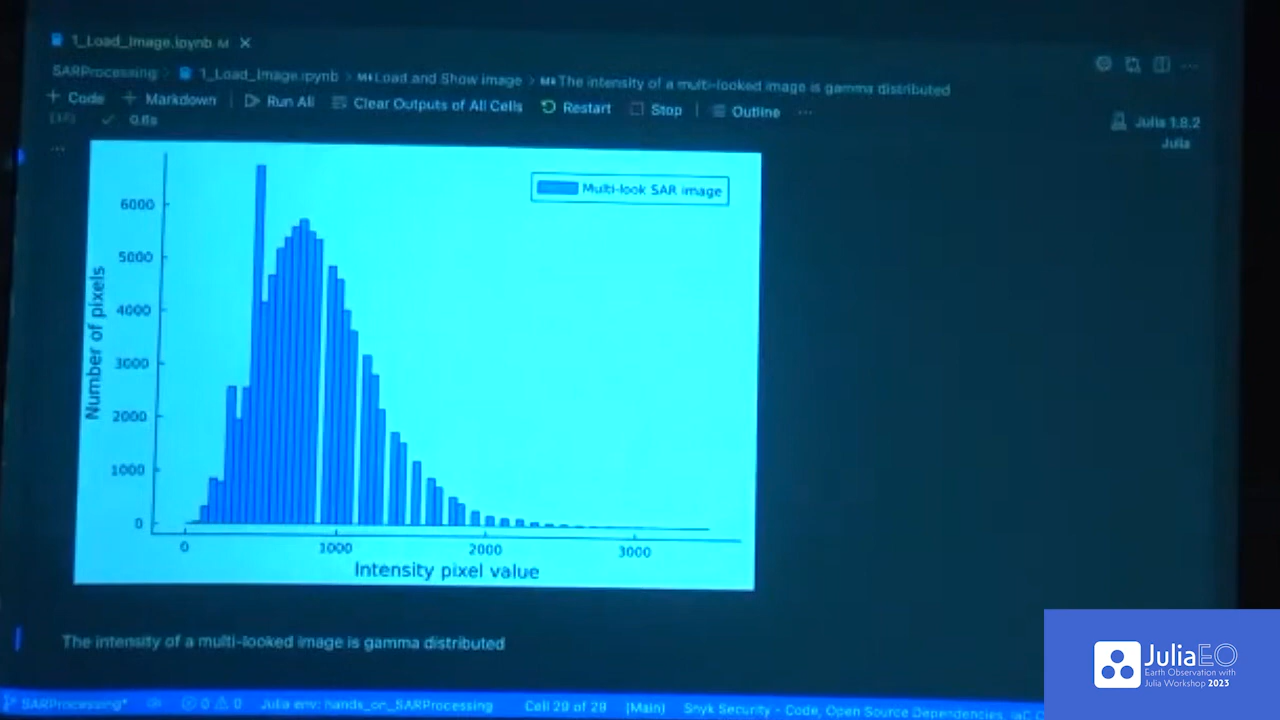 1_Load_Image.ipynb M
SARProcessing > 1_Load_Image.ipynb > M↓Load and Show image > M↓The intensity of a multi-looked image is gamma distributed
+ Code + Markdown | Run All Clear Outputs of All Cells Restart Stop | Outline ...
Julia 1.8.2
0.6s
Julia
Multi-look SAR image
6000
5000
4000
3000
2000
1000
0
Number of pixels
0 1000 2000 3000
Intensity pixel value
The intensity of a multi-looked image is gamma distributed
SARProcessing* 0 0 Julia env: hands_on_SARProcessing Cell 29 of 29 (Main) Snyk Security - Code, Open Source Dependencies, IaC C
JuliaEO
Earth Observation with
Julia Workshop 2023